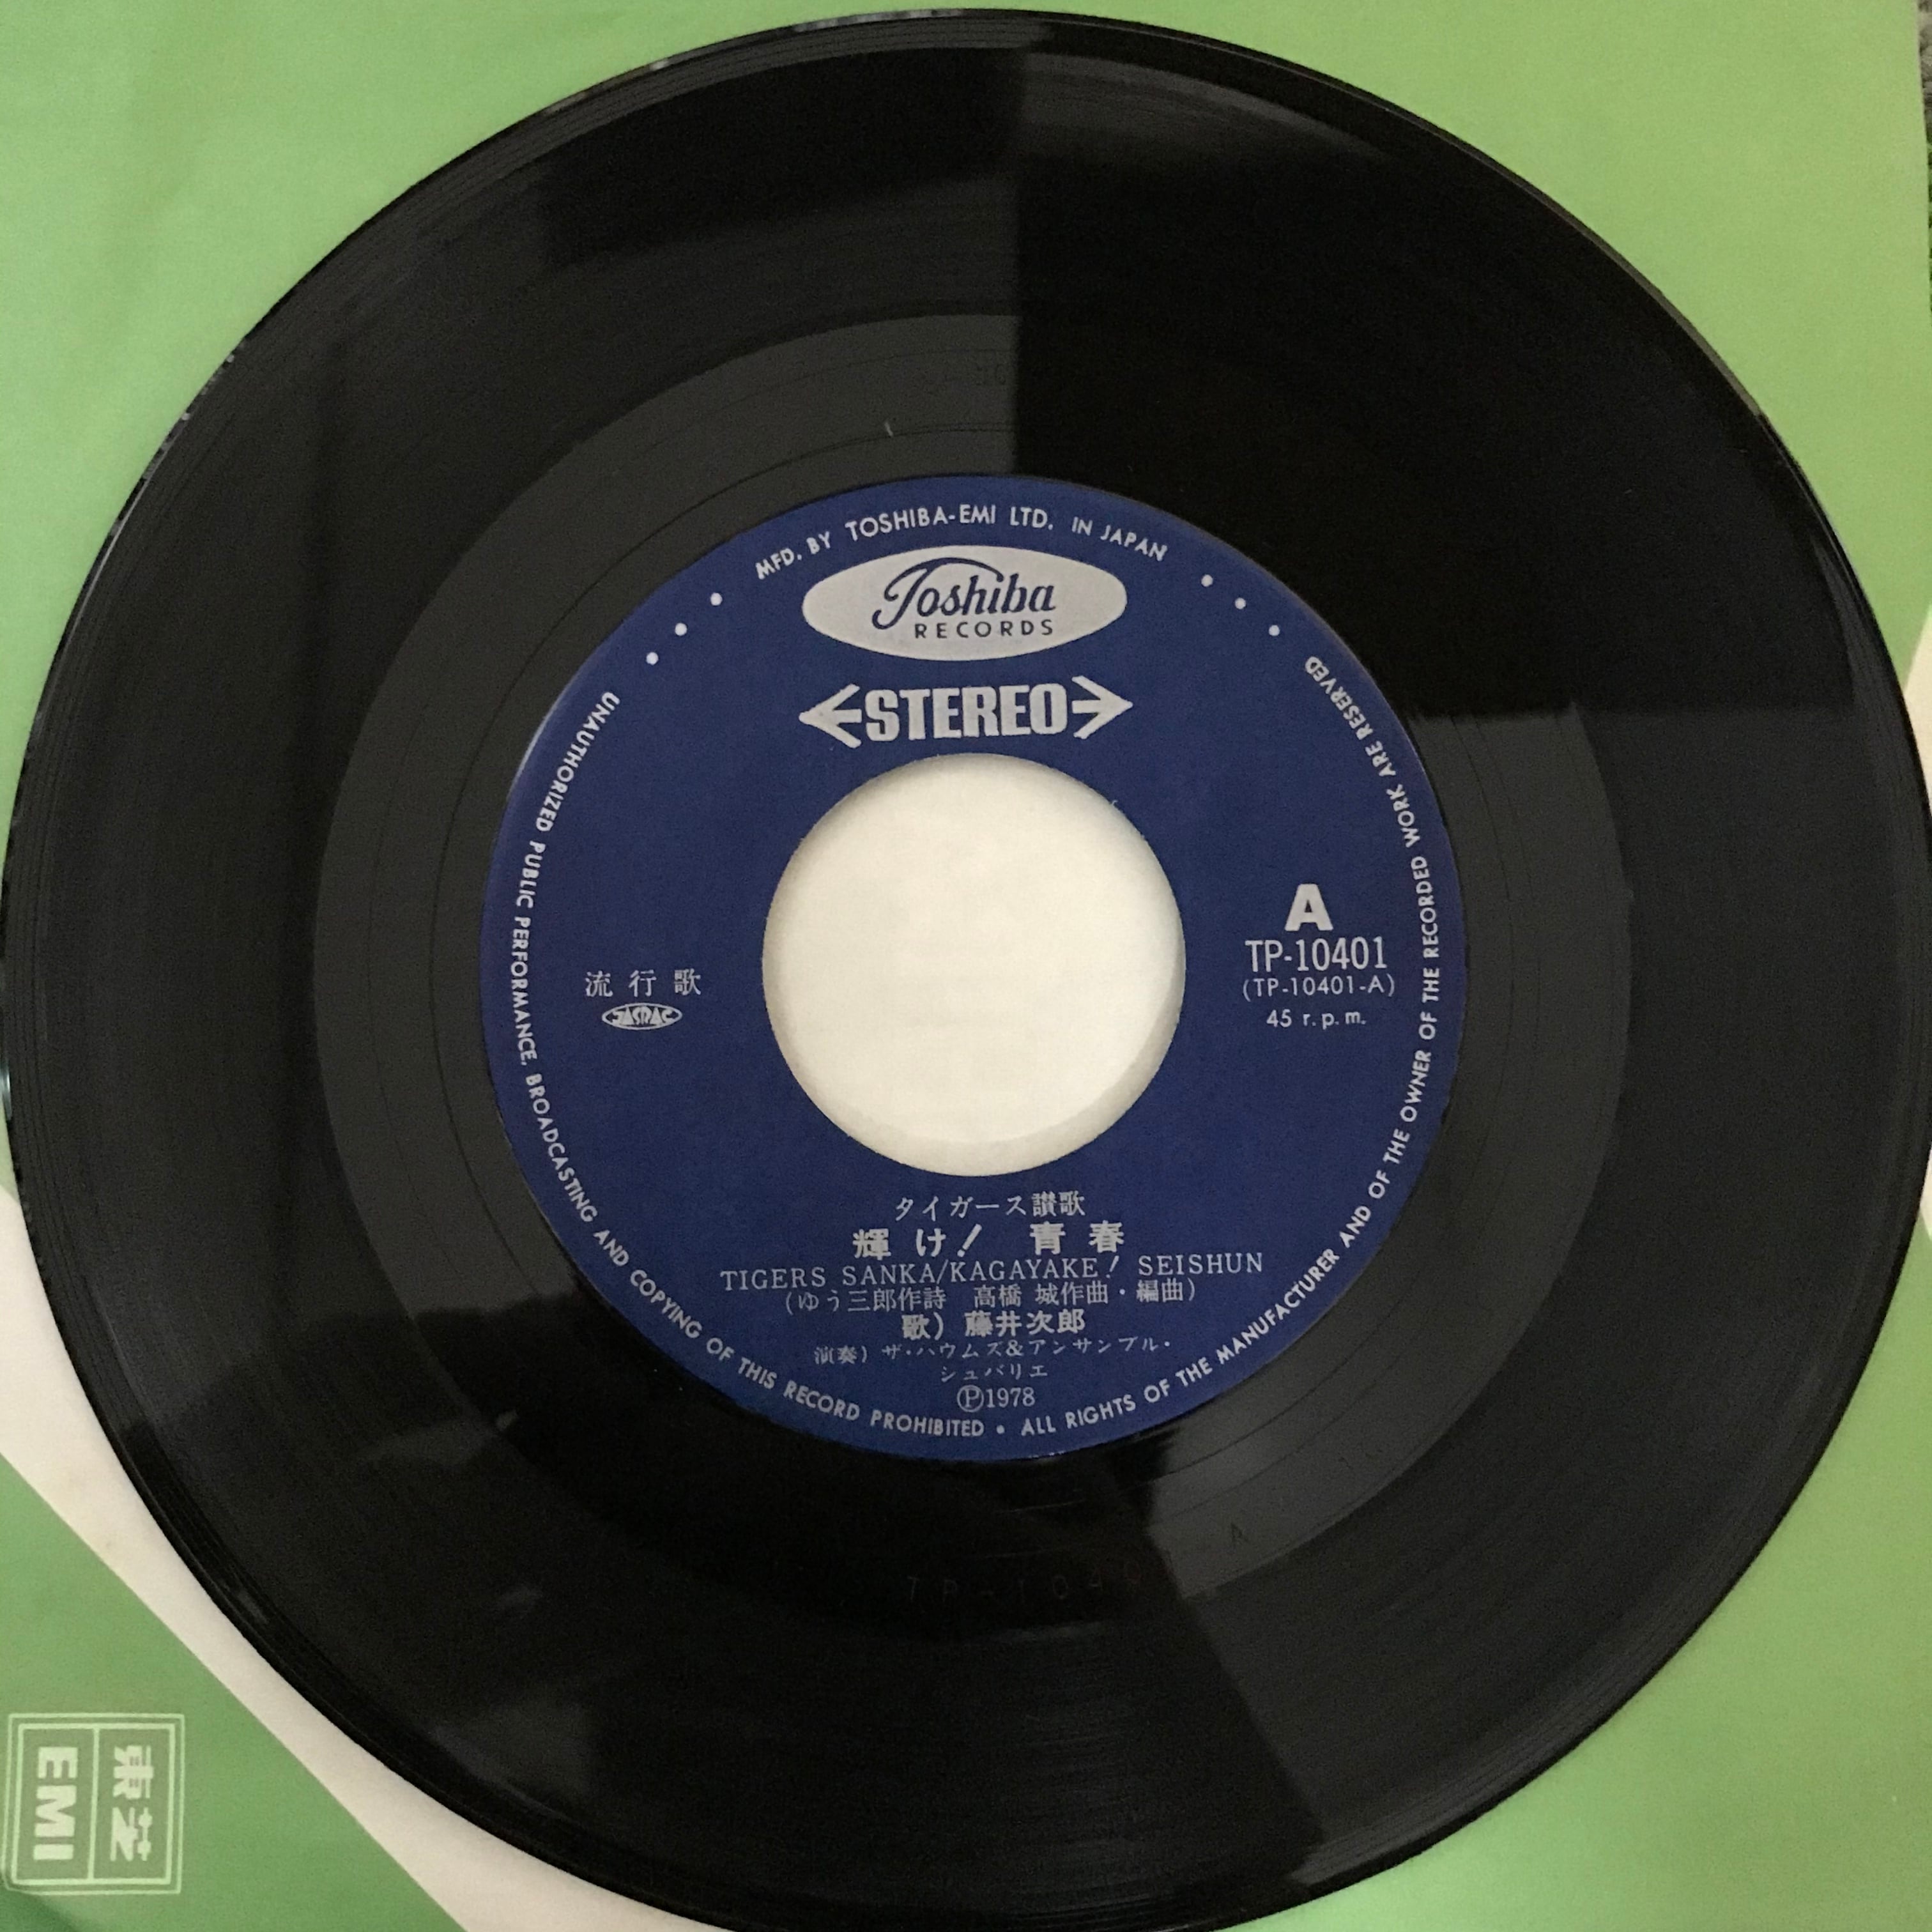 MFD. BY TOSHIBA-EMI LTD. IN JAPAN
Toshiba
RECORDS
STEREO
A
TP-10401
(TP-10401-A)
45 r.p.m.
流行歌
JASRAC
タイガース讃歌
輝け! 青春
TIGERS SANKA/KAGAYAKE! SEISHUN
(ゆう三郎作詩 高橋 城作曲・編曲)
歌) 藤井次郎
演奏) ザ・ハウムズ&アンサンブル・
シュバリエ
Ⓟ1978
UNAUTHORIZED PUBLIC PERFORMANCE, BROADCASTING AND COPYING OF THIS RECORD PROHIBITED • ALL RIGHTS OF THE MANUFACTURER AND OF THE OWNER OF THE RECORDED WORK ARE RESERVED
東芝
EMI